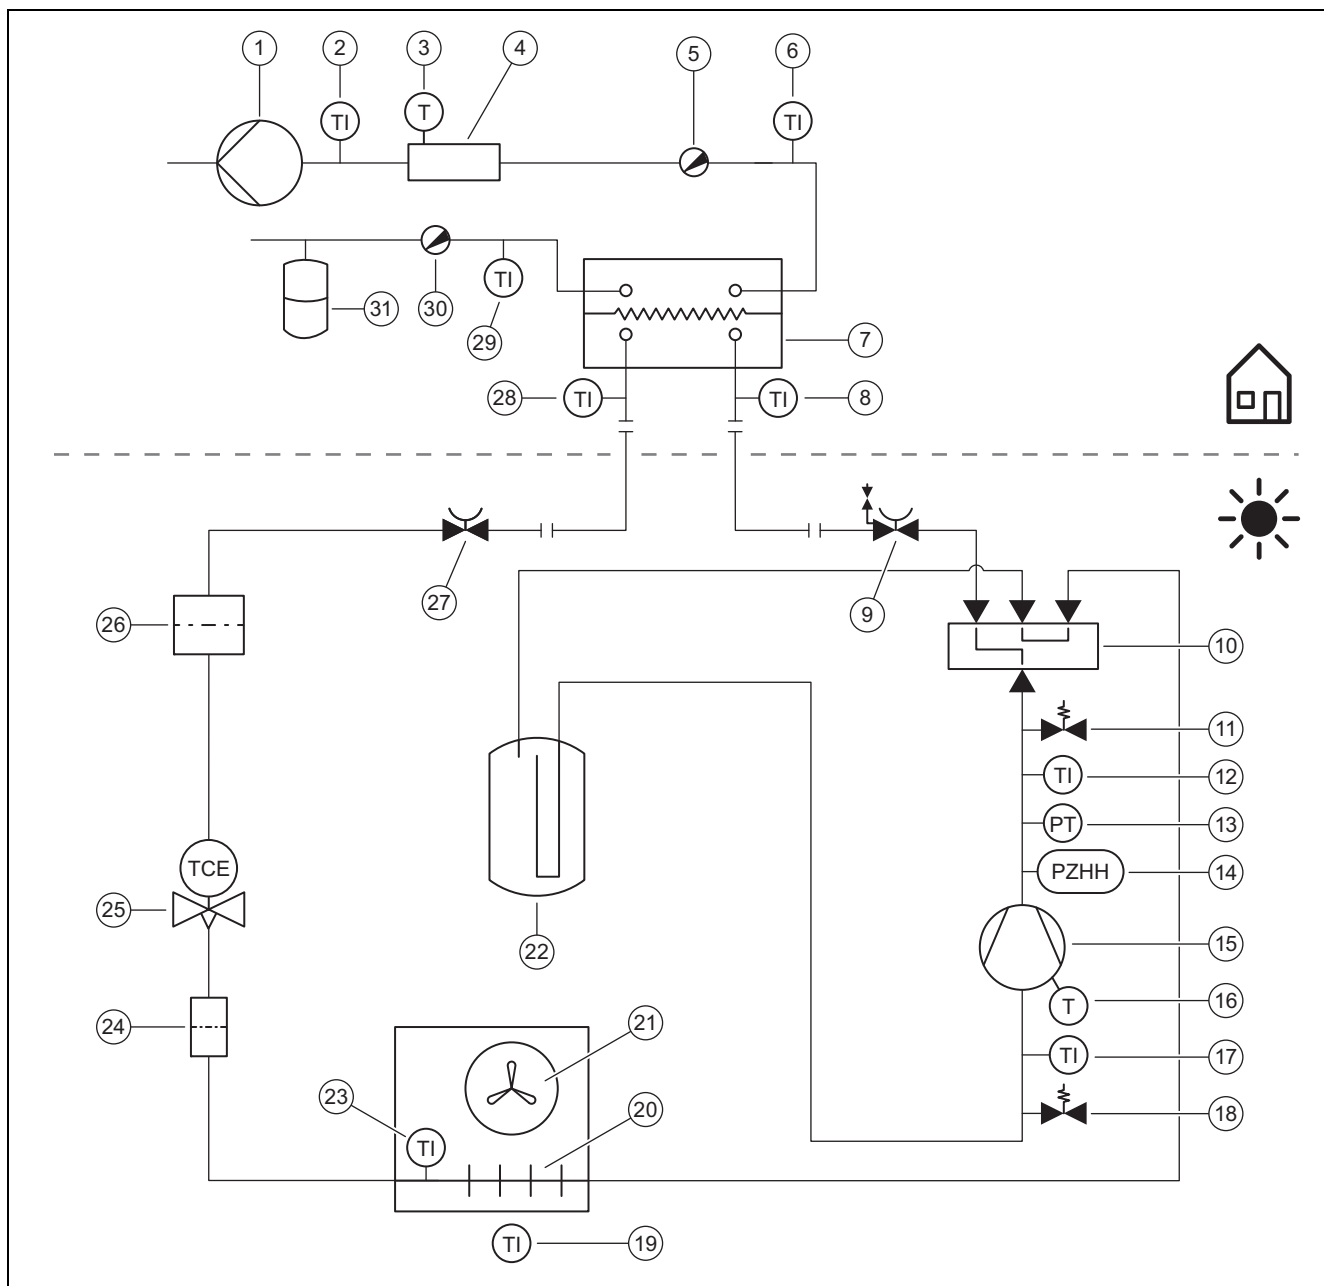 1 2 3 4 5 6
TI T TI
TI
31 30 29 7
28 TI TI 8
27 9
26 10
11
TI 12
PT 13
TCE PZHH 14
25 22 15
T 16
24 21 TI 17
23 20 18
TI
TI 19